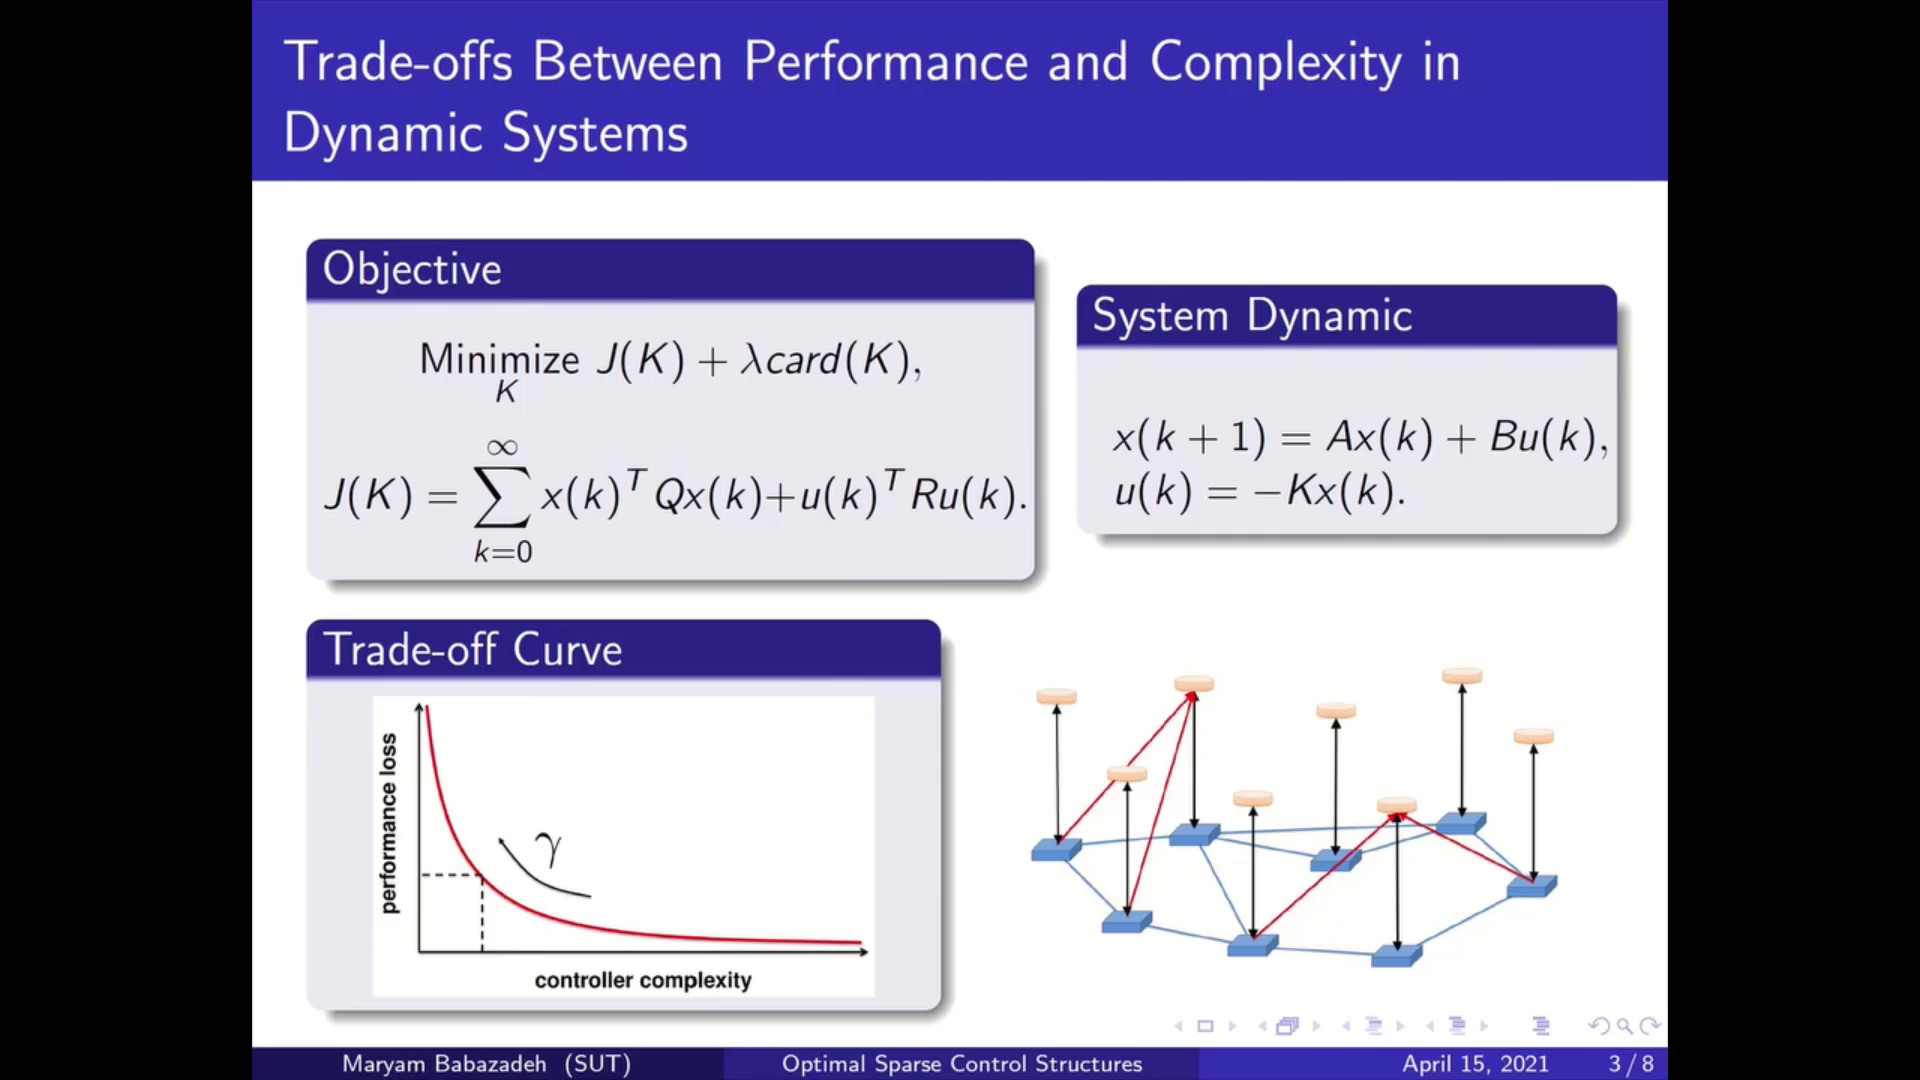 Trade-offs Between Performance and Complexity in
Dynamic Systems
Objective
Minimize J(K) + λcard(K),
K
∞
J(K) = ∑ x(k)ᵀQx(k)+u(k)ᵀRu(k).
k=0
System Dynamic
x(k + 1) = Ax(k) + Bu(k),
u(k) = −Kx(k).
Trade-off Curve
performance loss
γ
controller complexity
Maryam Babazadeh (SUT)
Optimal Sparse Control Structures
April 15, 2021
3 / 8